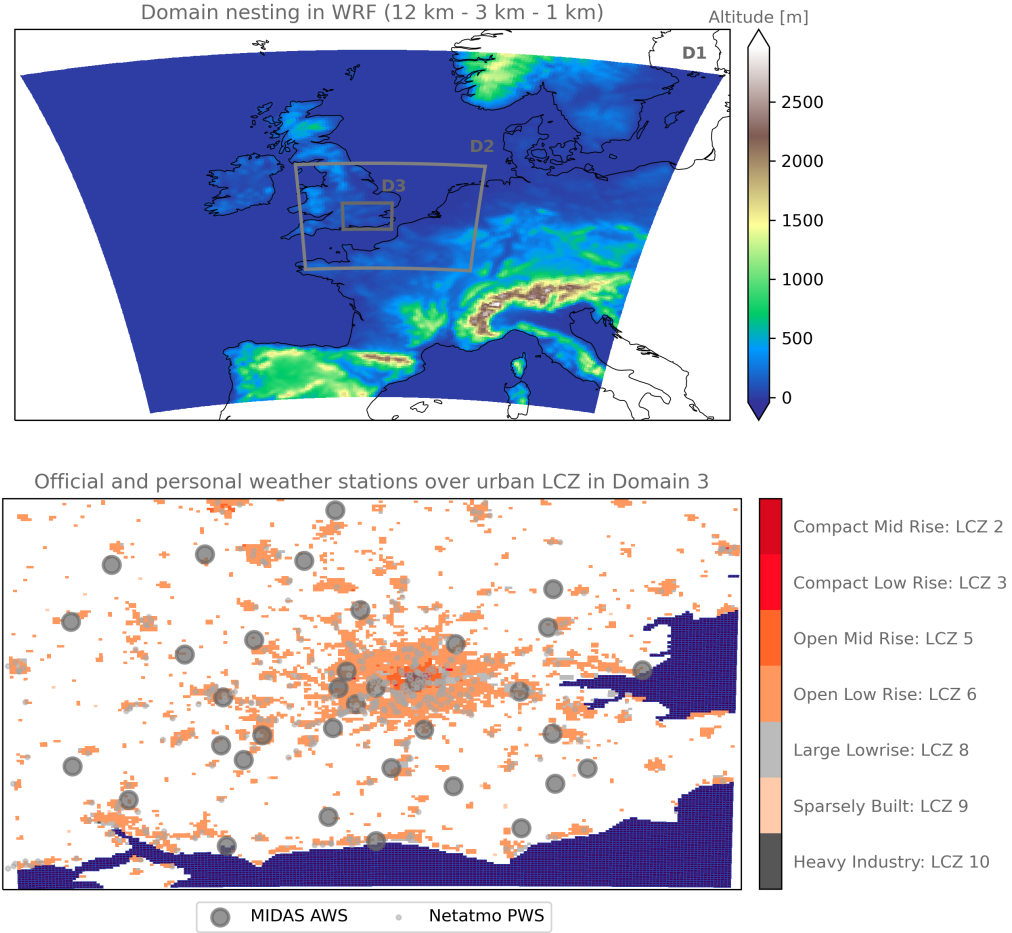 Domain nesting in WRF (12 km - 3 km - 1 km)
Altitude [m]
D1
D2
D3
2500
2000
1500
1000
500
0
Official and personal weather stations over urban LCZ in Domain 3
Compact Mid Rise: LCZ 2
Compact Low Rise: LCZ 3
Open Mid Rise: LCZ 5
Open Low Rise: LCZ 6
Large Lowrise: LCZ 8
Sparsely Built: LCZ 9
Heavy Industry: LCZ 10
MIDAS AWS
Netatmo PWS